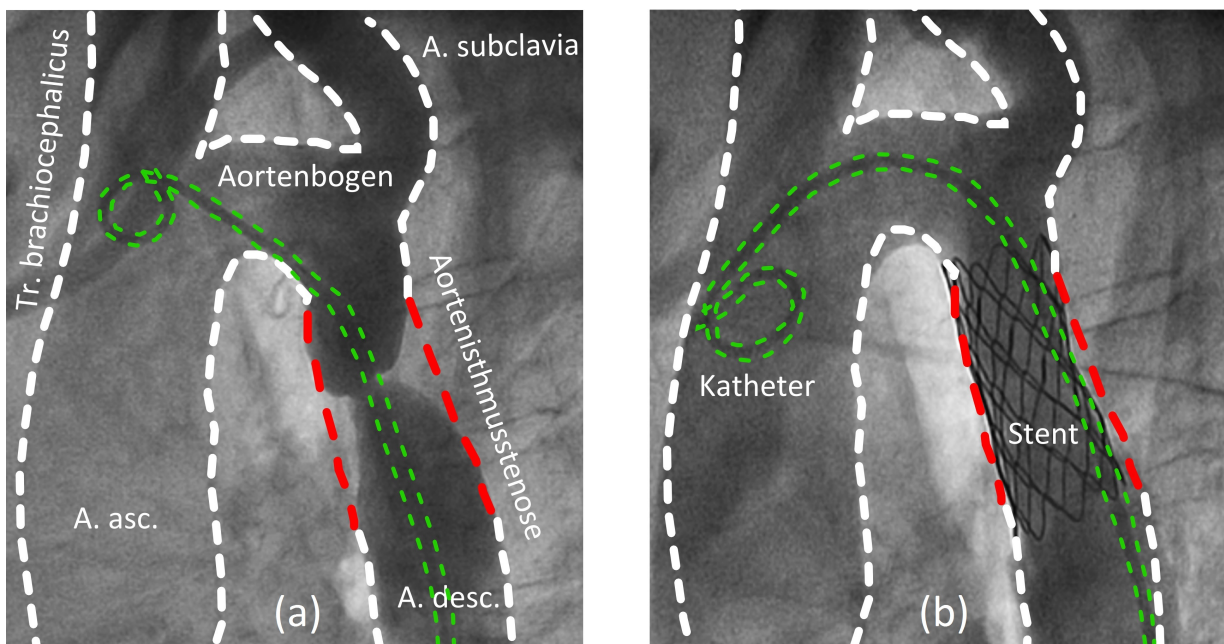 Tr. brachiocephalicus
A. subclavia
Aortenbogen
Aortenisthmusstenose
A. asc.
A. desc.
(a)
Katheter
Stent
(b)